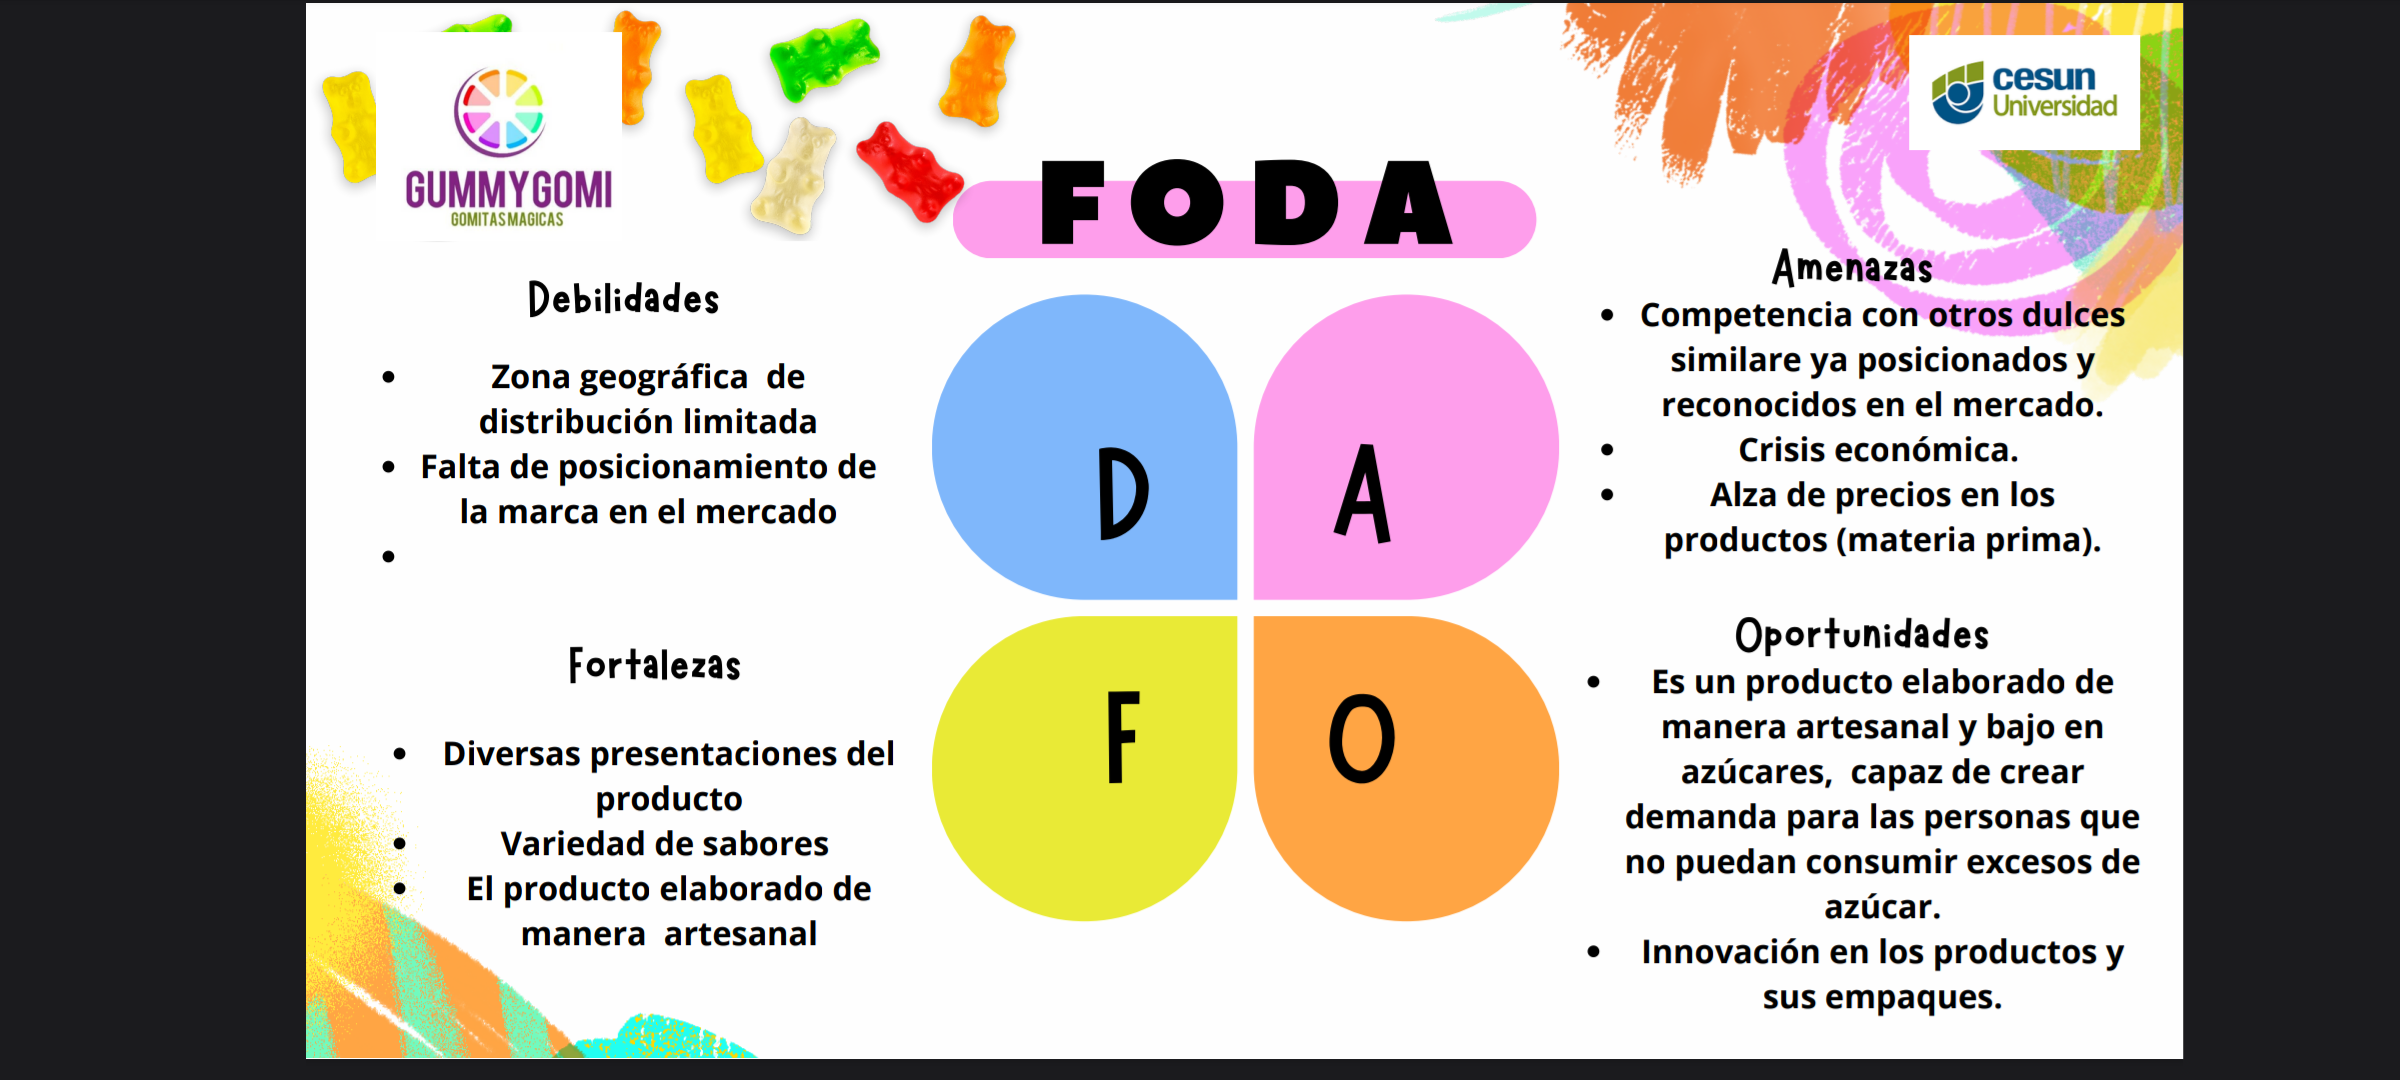 GUMMYGOMI
GOMITAS MAGICAS
cesun
Universidad
FODA
Debilidades
• Zona geográfica de
distribución limitada
• Falta de posicionamiento de
la marca en el mercado
•
Fortalezas
• Diversas presentaciones del
producto
• Variedad de sabores
• El producto elaborado de
manera artesanal
D
A
F
O
Amenazas
• Competencia con otros dulces
similare ya posicionados y
reconocidos en el mercado.
• Crisis económica.
• Alza de precios en los
productos (materia prima).
Oportunidades
• Es un producto elaborado de
manera artesanal y bajo en
azúcares, capaz de crear
demanda para las personas que
no puedan consumir excesos de
azúcar.
• Innovación en los productos y
sus empaques.